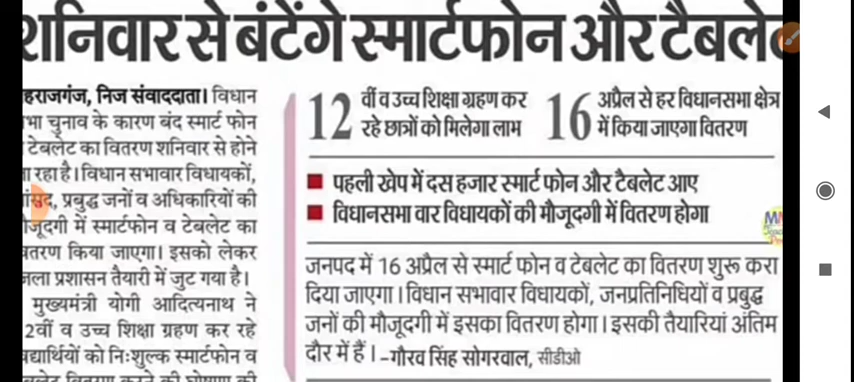 शनिवार से बंटेंगे स्मार्टफोन और टैबलेट
हराजगंज, निज संवाददाता। विधान
भा चुनाव के कारण बंद स्मार्ट फोन
टेबलेट का वितरण शनिवार से होने
ा रहा है। विधान सभावार विधायकों,
ांसद, प्रबुद्ध जनों व अधिकारियों की
ौजूदगी में स्मार्टफोन व टेबलेट का
वितरण किया जाएगा। इसको लेकर
जला प्रशासन तैयारी में जुट गया है।
मुख्यमंत्री योगी आदित्यनाथ ने
2वीं व उच्च शिक्षा ग्रहण कर रहे
विद्यार्थियों को निःशुल्क स्मार्टफोन व
12 वीं व उच्च शिक्षा ग्रहण कर
रहे छात्रों को मिलेगा लाभ
16 अप्रैल से हर विधानसभा क्षेत्र
में किया जाएगा वितरण
पहली खेप में दस हजार स्मार्ट फोन और टैबलेट आए
विधानसभा वार विधायकों की मौजूदगी में वितरण होगा
जनपद में 16 अप्रैल से स्मार्ट फोन व टेबलेट का वितरण शुरू करा
दिया जाएगा। विधान सभावार विधायकों, जनप्रतिनिधियों व प्रबुद्ध
जनों की मौजूदगी में इसका वितरण होगा। इसकी तैयारियां अंतिम
दौर में हैं। -गौरव सिंह सोगरवाल, सीडीओ